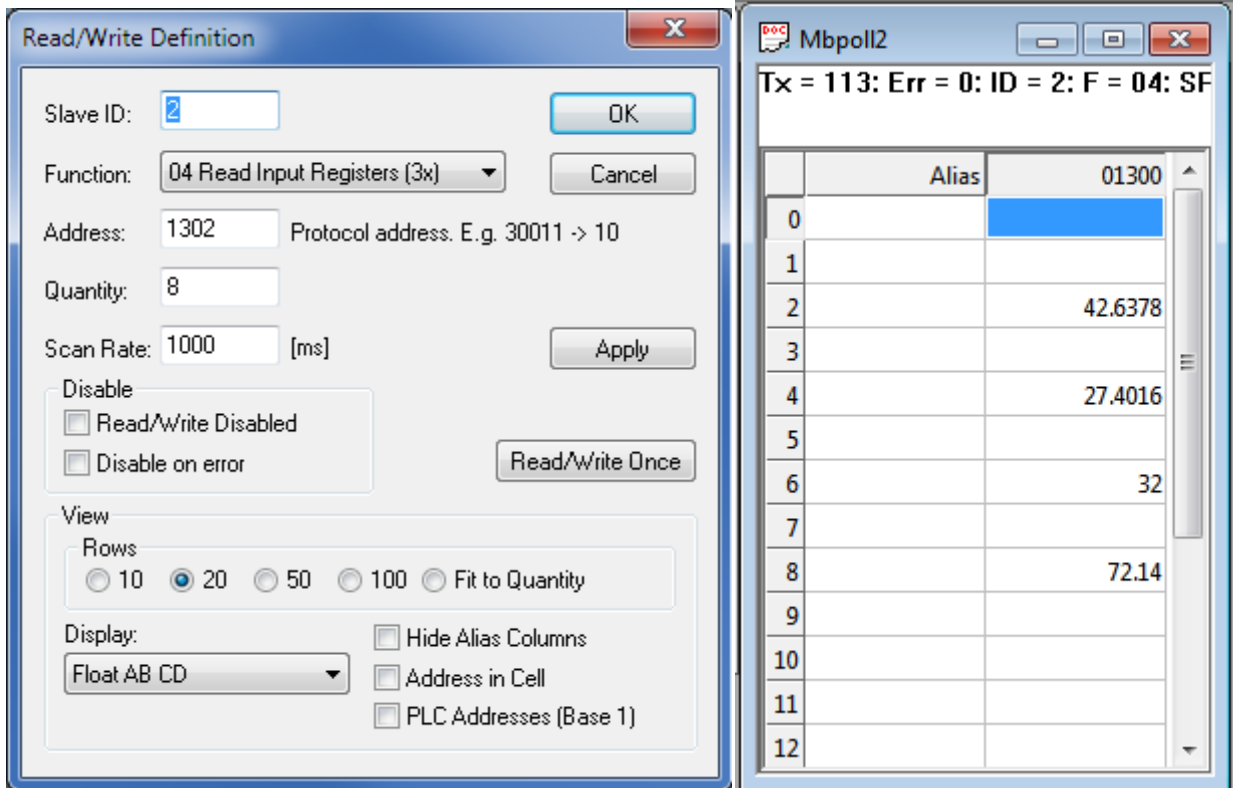 Read/Write Definition
Slave ID: 2
OK
Function: 04 Read Input Registers (3x)
Cancel
Address: 1302 Protocol address. E.g. 30011 -> 10
Quantity: 8
Scan Rate: 1000 [ms]
Apply
Disable
Read/Write Disabled
Disable on error
Read/Write Once
View
Rows
10 20 50 100 Fit to Quantity
Display:
Float AB CD
Hide Alias Columns
Address in Cell
PLC Addresses (Base 1)
DOC
Mbpoll2
Tx = 113: Err = 0: ID = 2: F = 04: SF
Alias 01300
0
1
2 42.6378
3
4 27.4016
5
6 32
7
8 72.14
9
10
11
12